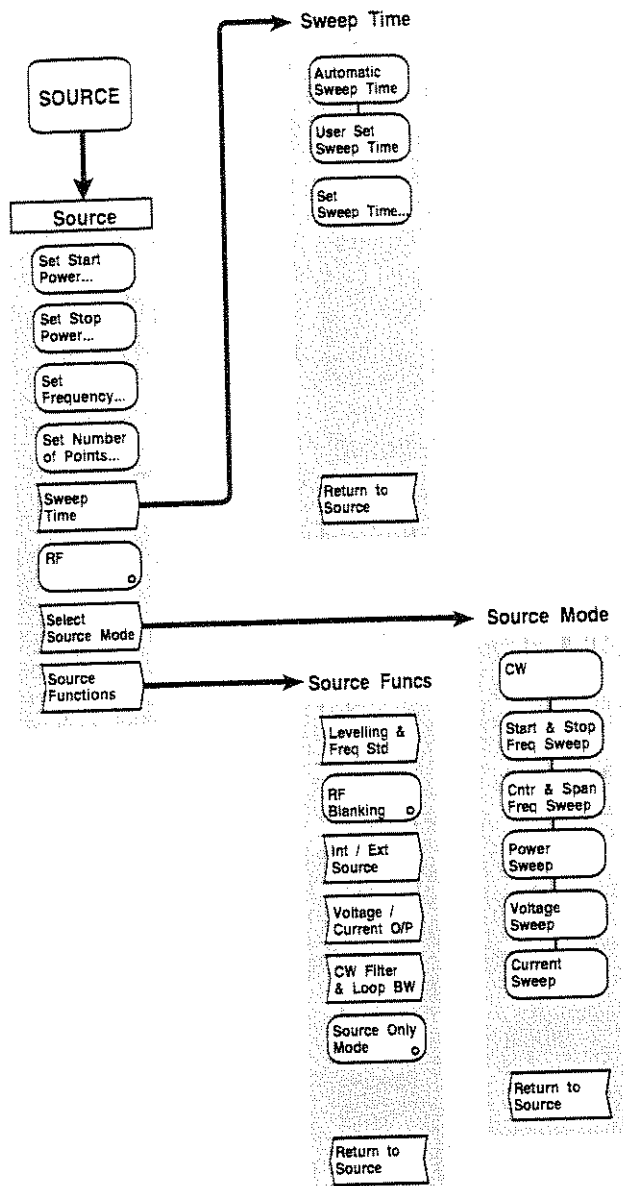 SOURCE
Source
Set Start
Power...
Set Stop
Power...
Set
Frequency...
Set Number
of Points...
Sweep
Time
RF
Select
Source Mode
Source
Functions
Sweep Time
Automatic
Sweep Time
User Set
Sweep Time
Set
Sweep Time...
Return to
Source
Source Funcs
Levelling &
Freq Std
RF
Blanking
Int / Ext
Source
Voltage /
Current O/P
CW Filter
& Loop BW
Source Only
Mode
Return to
Source
Source Mode
CW
Start & Stop
Freq Sweep
Cntr & Span
Freq Sweep
Power
Sweep
Voltage
Sweep
Current
Sweep
Return to
Source